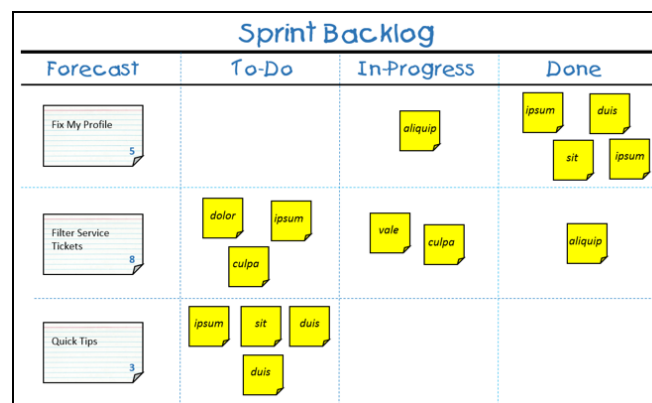 Sprint Backlog
Forecast To-Do In-Progress Done
Fix My Profile
5
aliquip
ipsum duis
sit ipsum
Filter Service
Tickets
8
dolor ipsum
culpa
vale culpa
aliquip
Quick Tips
3
ipsum sit duis
duis